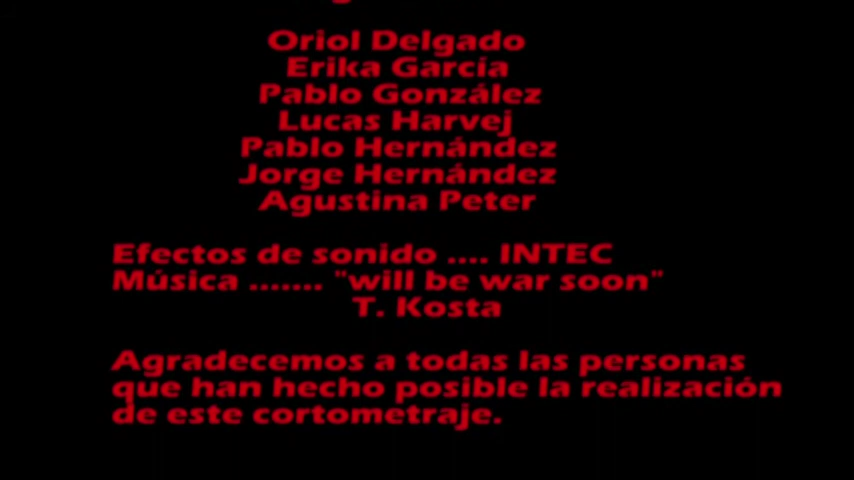 Oriol Delgado
Erika García
Pablo González
Lucas Harvej
Pablo Hernández
Jorge Hernández
Agustina Peter
Efectos de sonido .... INTEC
Música ....... "will be war soon"
T. Kosta
Agradecemos a todas las personas
que han hecho posible la realización
de este cortometraje.